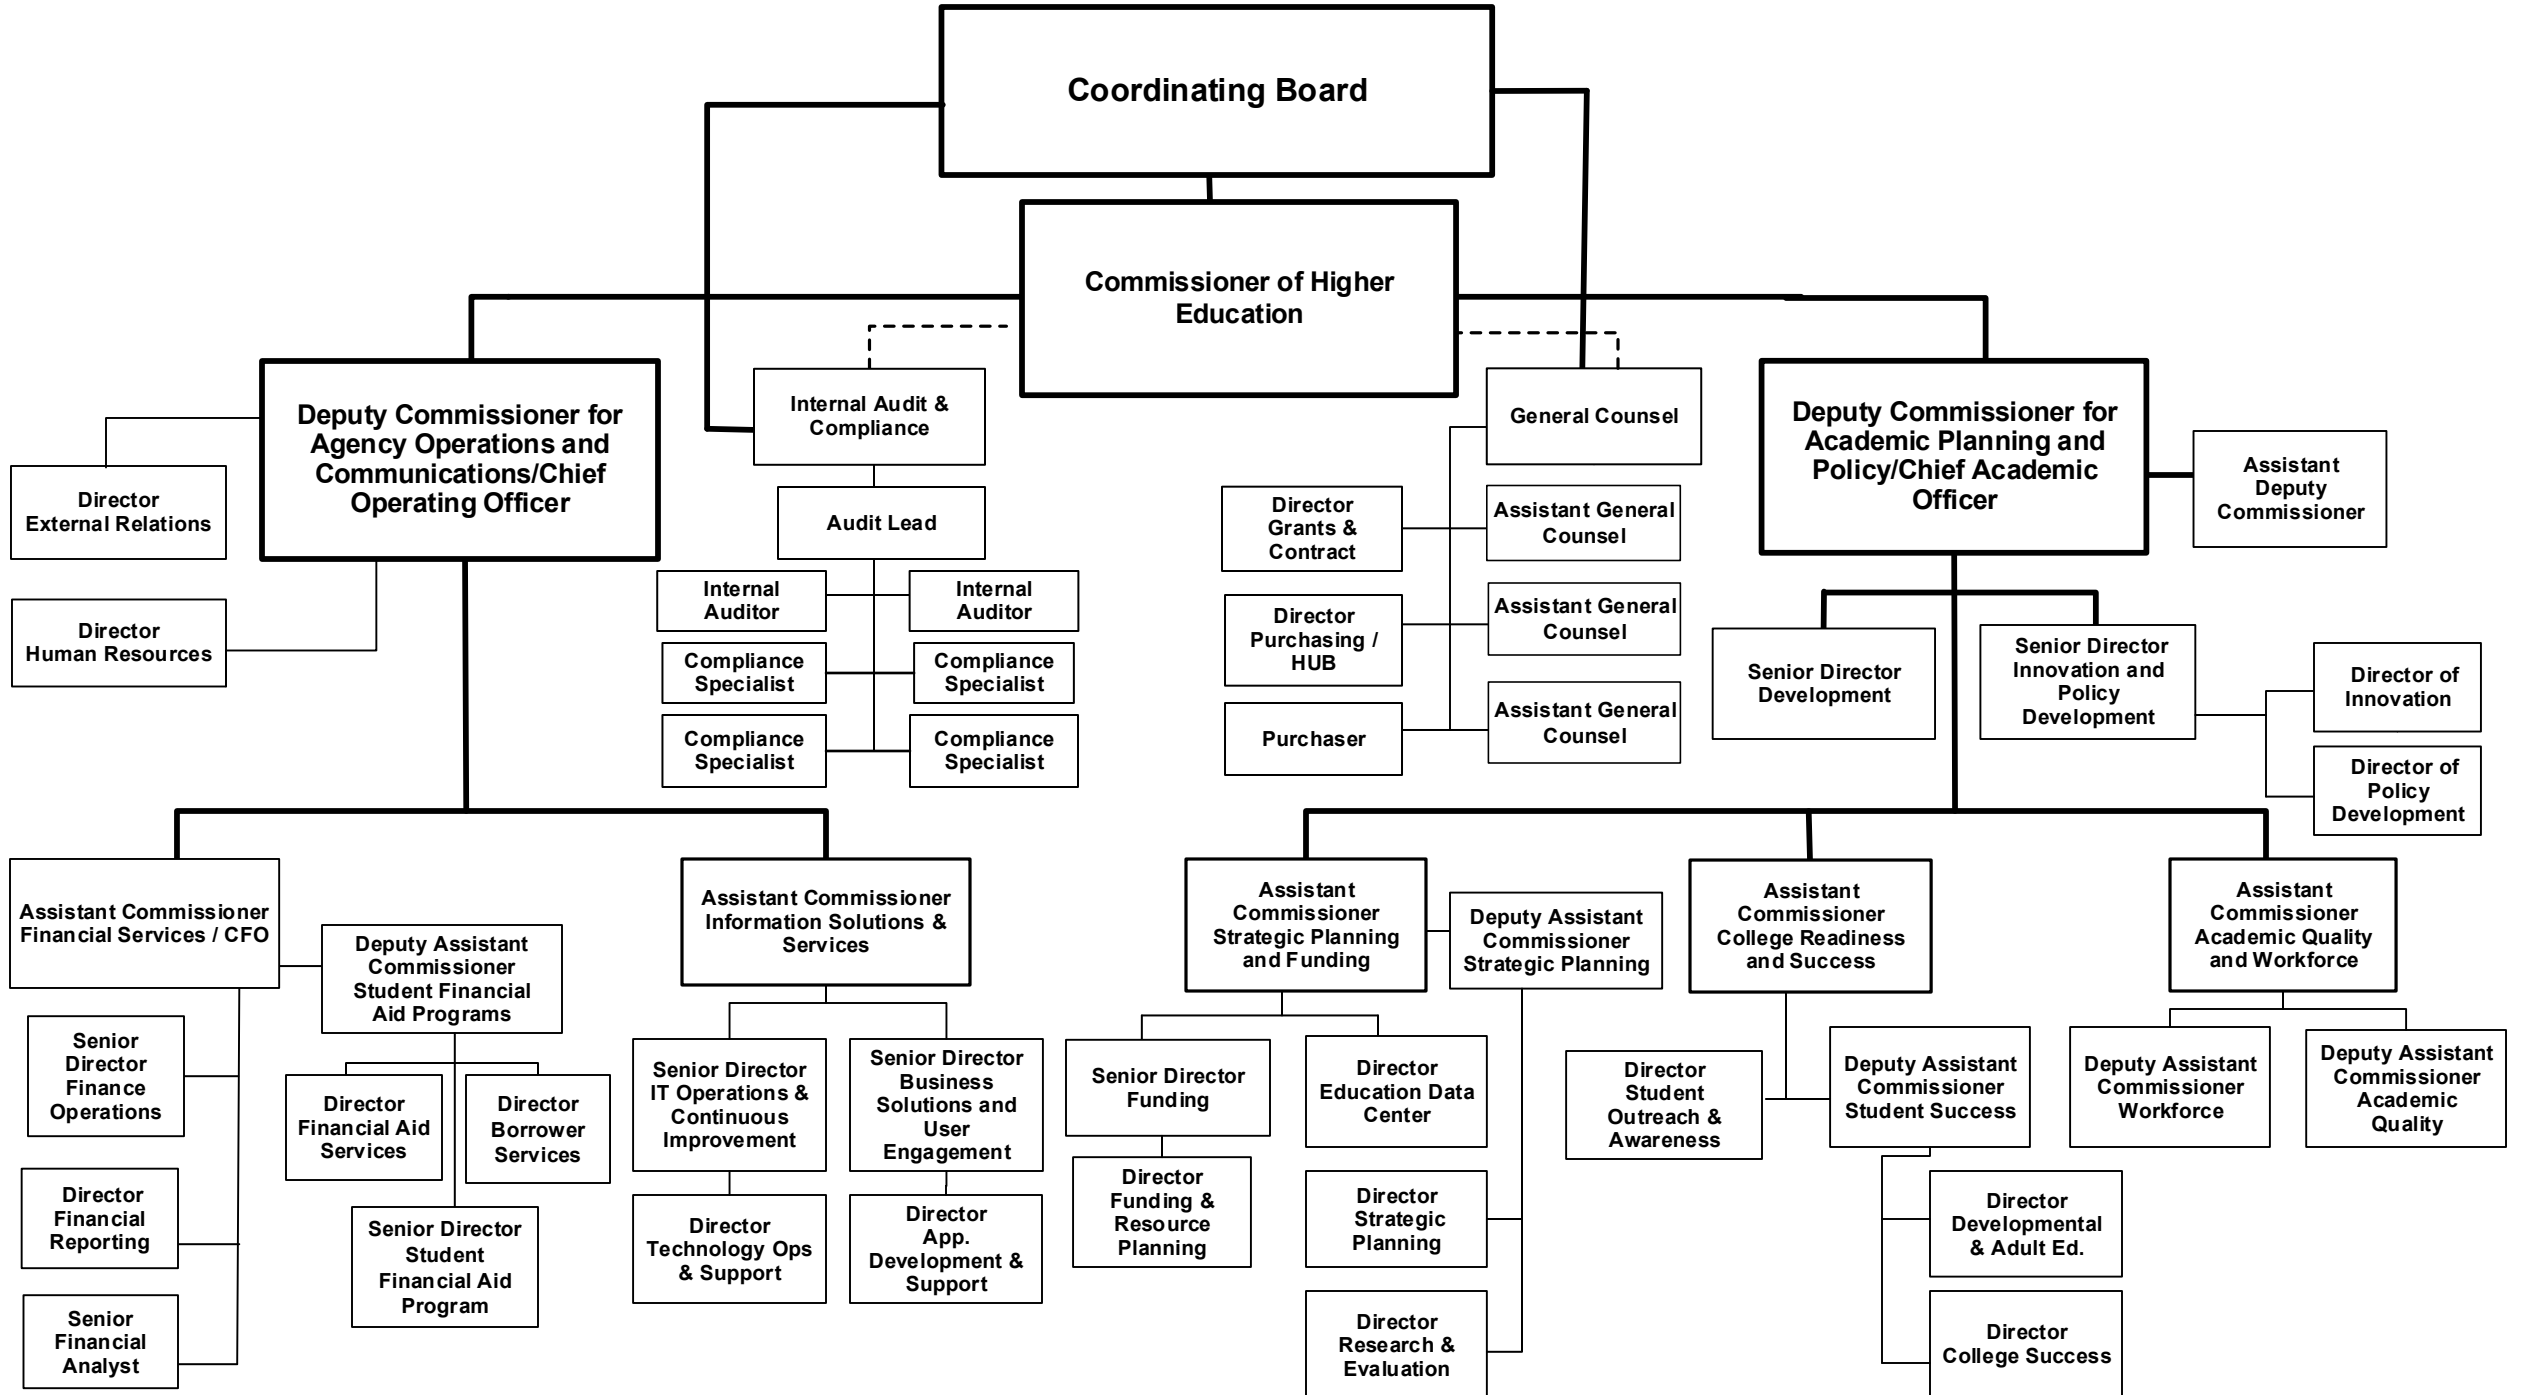 Coordinating Board
Commissioner of Higher
Education
Deputy Commissioner for
Agency Operations and
Communications/Chief
Operating Officer
Internal Audit &
Compliance
General Counsel
Deputy Commissioner for
Academic Planning and
Policy/Chief Academic
Officer
Assistant
Deputy
Commissioner
Director
External Relations
Director
Human Resources
Audit Lead
Internal
Auditor
Internal
Auditor
Compliance
Specialist
Compliance
Specialist
Compliance
Specialist
Compliance
Specialist
Director
Grants &
Contract
Assistant General
Counsel
Director
Purchasing /
HUB
Assistant General
Counsel
Purchaser
Assistant General
Counsel
Senior Director
Development
Senior Director
Innovation and
Policy
Development
Director of
Innovation
Director of
Policy
Development
Assistant Commissioner
Financial Services / CFO
Deputy Assistant
Commissioner
Student Financial
Aid Programs
Senior
Director
Finance
Operations
Director
Financial
Reporting
Senior
Financial
Analyst
Director
Financial Aid
Services
Director
Borrower
Services
Senior Director
Student
Financial Aid
Program
Assistant Commissioner
Information Solutions &
Services
Senior Director
IT Operations &
Continuous
Improvement
Senior Director
Business
Solutions and
User
Engagement
Director
Technology Ops
& Support
Director
App.
Development &
Support
Assistant
Commissioner
Strategic Planning
and Funding
Deputy Assistant
Commissioner
Strategic Planning
Senior Director
Funding
Director
Education Data
Center
Director
Funding &
Resource
Planning
Director
Strategic
Planning
Director
Research &
Evaluation
Assistant
Commissioner
College Readiness
and Success
Director
Student
Outreach &
Awareness
Deputy Assistant
Commissioner
Student Success
Director
Developmental
& Adult Ed.
Director
College Success
Assistant
Commissioner
Academic Quality
and Workforce
Deputy Assistant
Commissioner
Workforce
Deputy Assistant
Commissioner
Academic
Quality